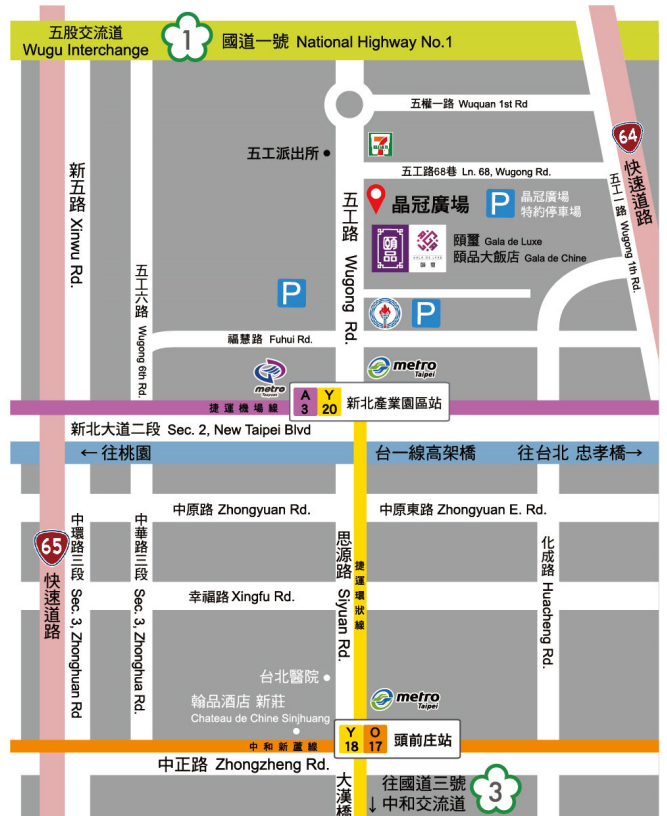 五股交流道
Wugu Interchange
1
國道一號 National Highway No.1
五權一路 Wuquan 1st Rd
64
快速道路
7
五工派出所
五工路68巷 Ln. 68, Wugong Rd.
新五路 Xinwu Rd.
五工路 Wugong Rd.
五工一路 Wugong 1th Rd.
晶冠廣場
P
晶冠廣場
特約停車場
頤品
頤璽
GALA DE LUXE
頤璽 Gala de Luxe
頤品大飯店 Gala de Chine
五工六路 Wugong 6th Rd.
P
P
福慧路 Fuhui Rd.
metro
Taoyuan
metro
Taipei
捷運機場線
A
3
Y
20
新北產業園區站
新北大道二段 Sec. 2, New Taipei Blvd
←往桃園
台一線高架橋
往台北 忠孝橋→
中原路 Zhongyuan Rd.
中原東路 Zhongyuan E. Rd.
65
快速道路
中環路三段 Sec. 3, Zhonghuan Rd
中華路三段 Sec. 3, Zhonghua Rd.
思源路 Siyuan Rd.
捷運環狀線
化成路 Huacheng Rd.
幸福路 Xingfu Rd.
台北醫院
翰品酒店 新莊
Chateau de Chine Sinjhuang
metro
Taipei
中和新蘆線
Y
18
O
17
頭前庄站
中正路 Zhongzheng Rd.
大漢橋
往國道三號
↓中和交流道
3